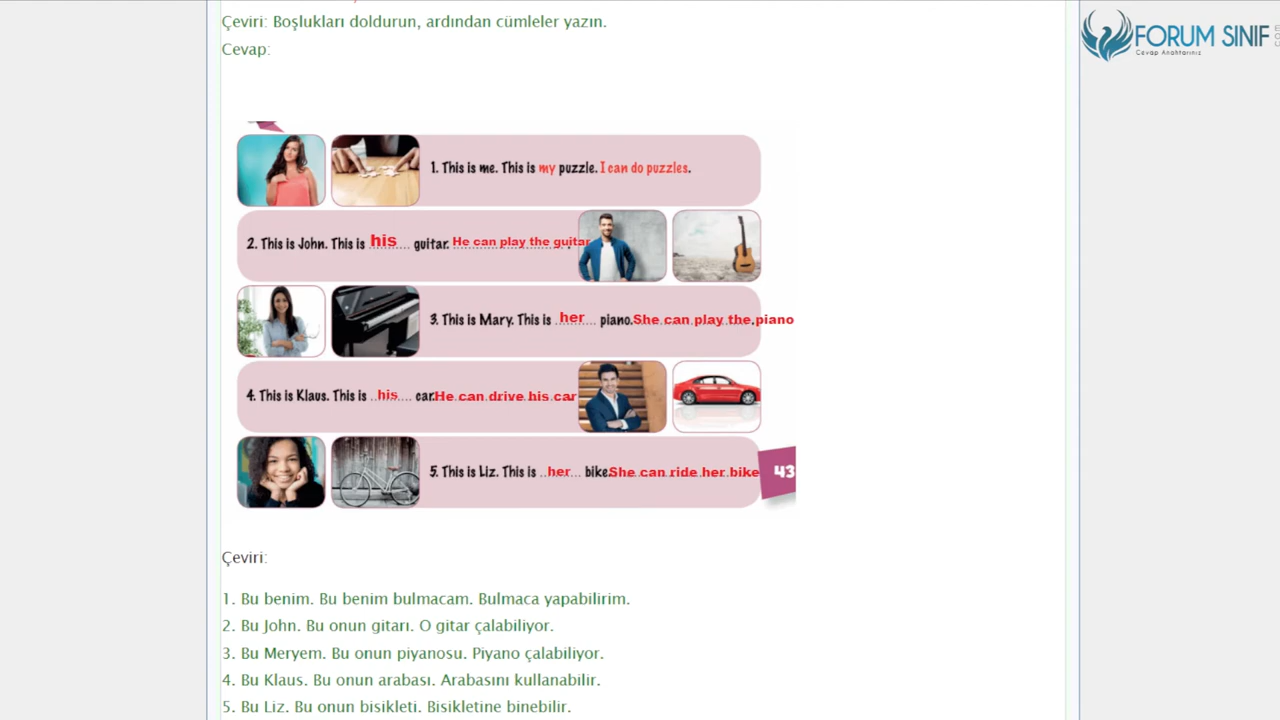 Çeviri: Boşlukları doldurun, ardından cümleler yazın.
Cevap:
FORUM SINIF
Cevap Anahtarınız
1. This is me. This is my puzzle. I can do puzzles.
2. This is John. This is his guitar. He can play the guitar
3. This is Mary. This is her piano. She can play the piano
4. This is Klaus. This is his car. He can drive his car
5. This is Liz. This is her bike. She can ride her bike
43
Çeviri:
1. Bu benim. Bu benim bulmacam. Bulmaca yapabilirim.
2. Bu John. Bu onun gitarı. O gitar çalabiliyor.
3. Bu Meryem. Bu onun piyanosu. Piyano çalabiliyor.
4. Bu Klaus. Bu onun arabası. Arabasını kullanabilir.
5. Bu Liz. Bu onun bisikleti. Bisikletine binebilir.